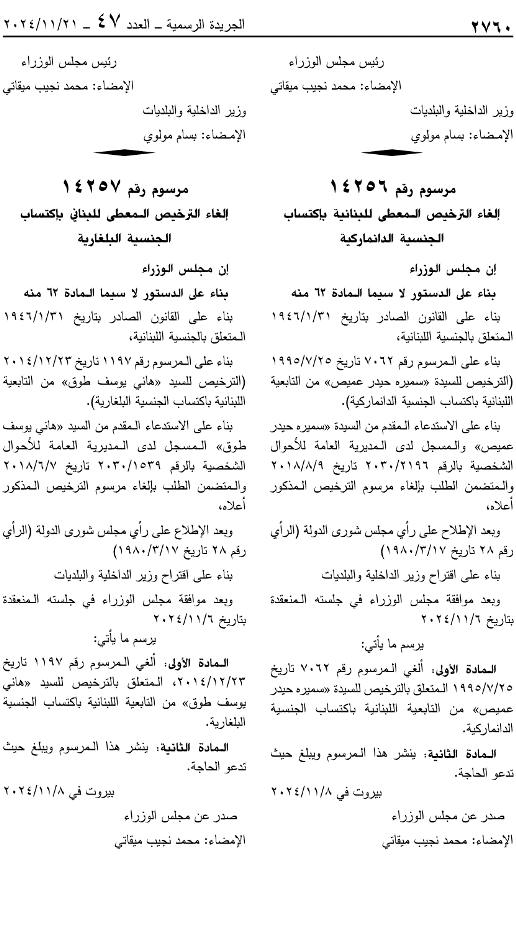 ٢٧٦٠
الجريدة الرسمية ـ العدد ٤٧ ـ ٢٠٢٤/١١/٢١
رئيس مجلس الوزراء
الإمضاء: محمد نجيب ميقاتي
وزير الداخلية والبلديات
الإمضاء: بسام مولوي
مرسوم رقم ١٤٢٥٦
إلغاء الترخيص المعطى للبنانية بإكتساب
الجنسية الدانماركية
إن مجلس الوزراء
بناء على الدستور لا سيما المادة ٦٢ منه
بناء على القانون الصادر بتاريخ ١٩٤٦/١/٣١
المتعلق بالجنسية اللبنانية،
بناء على المرسوم رقم ٧٠٦٢ تاريخ ١٩٩٥/٧/٢٥
(الترخيص للسيدة «سميره حيدر عميص» من التابعية
اللبنانية باكتساب الجنسية الدانماركية).
بناء على الاستدعاء المقدم من السيدة «سميره حيدر
عميص» والمسجل لدى المديرية العامة للأحوال
الشخصية بالرقم ٢٠٣٠/٢١٩٦ تاريخ ٢٠١٨/٨/٩
والمتضمن الطلب بإلغاء مرسوم الترخيص المذكور
أعلاه،
وبعد الإطلاح على رأي مجلس شورى الدولة (الرأي
رقم ٢٨ تاريخ ١٩٨٠/٣/١٧)
بناء على اقتراح وزير الداخلية والبلديات
وبعد موافقة مجلس الوزراء في جلسته المنعقدة
بتاريخ ٢٠٢٤/١١/٦
يرسم ما يأتي:
المادة الأولى: ألغي المرسوم رقم ٧٠٦٢ تاريخ
١٩٩٥/٧/٢٥ المتعلق بالترخيص للسيدة «سميره حيدر
عميص» من التابعية اللبنانية باكتساب الجنسية
الدانماركية.
المادة الثانية: ينشر هذا المرسوم ويبلغ حيث
تدعو الحاجة.
بيروت في ٢٠٢٤/١١/٨
صدر عن مجلس الوزراء
الإمضاء: محمد نجيب ميقاتي
رئيس مجلس الوزراء
الإمضاء: محمد نجيب ميقاتي
وزير الداخلية والبلديات
الإمضاء: بسام مولوي
مرسوم رقم ١٤٢٥٧
إلغاء الترخيص المعطى للبناني بإكتساب
الجنسية البلغارية
إن مجلس الوزراء
بناء على الدستور لا سيما المادة ٦٢ منه
بناء على القانون الصادر بتاريخ ١٩٤٦/١/٣١
المتعلق بالجنسية اللبنانية،
بناء على المرسوم رقم ١١٩٧ تاريخ ٢٠١٤/١٢/٢٣
(الترخيص للسيد «هاني يوسف طوق» من التابعية
اللبنانية باكتساب الجنسية البلغارية).
بناء على الاستدعاء المقدم من السيد «هاني يوسف
طوق» المسجل لدى المديرية العامة للأحوال
الشخصية بالرقم ٢٠٣٠/١٥٣٩ تاريخ ٢٠١٨/٦/٧
والمتضمن الطلب بإلغاء مرسوم الترخيص المذكور
أعلاه،
وبعد الإطلاع على رأي مجلس شورى الدولة (الرأي
رقم ٢٨ تاريخ ١٩٨٠/٣/١٧)
بناء على اقتراح وزير الداخلية والبلديات
وبعد موافقة مجلس الوزراء في جلسته المنعقدة
بتاريخ ٢٠٢٤/١١/٦
يرسم ما يأتي:
المادة الأولى: ألغي المرسوم رقم ١١٩٧ تاريخ
٢٠١٤/١٢/٢٣، المتعلق بالترخيص للسيد «هاني
يوسف طوق» من التابعية اللبنانية باكتساب الجنسية
البلغارية.
المادة الثانية: ينشر هذا المرسوم ويبلغ حيث
تدعو الحاجة.
بيروت في ٢٠٢٤/١١/٨
صدر عن مجلس الوزراء
الإمضاء: محمد نجيب ميقاتي